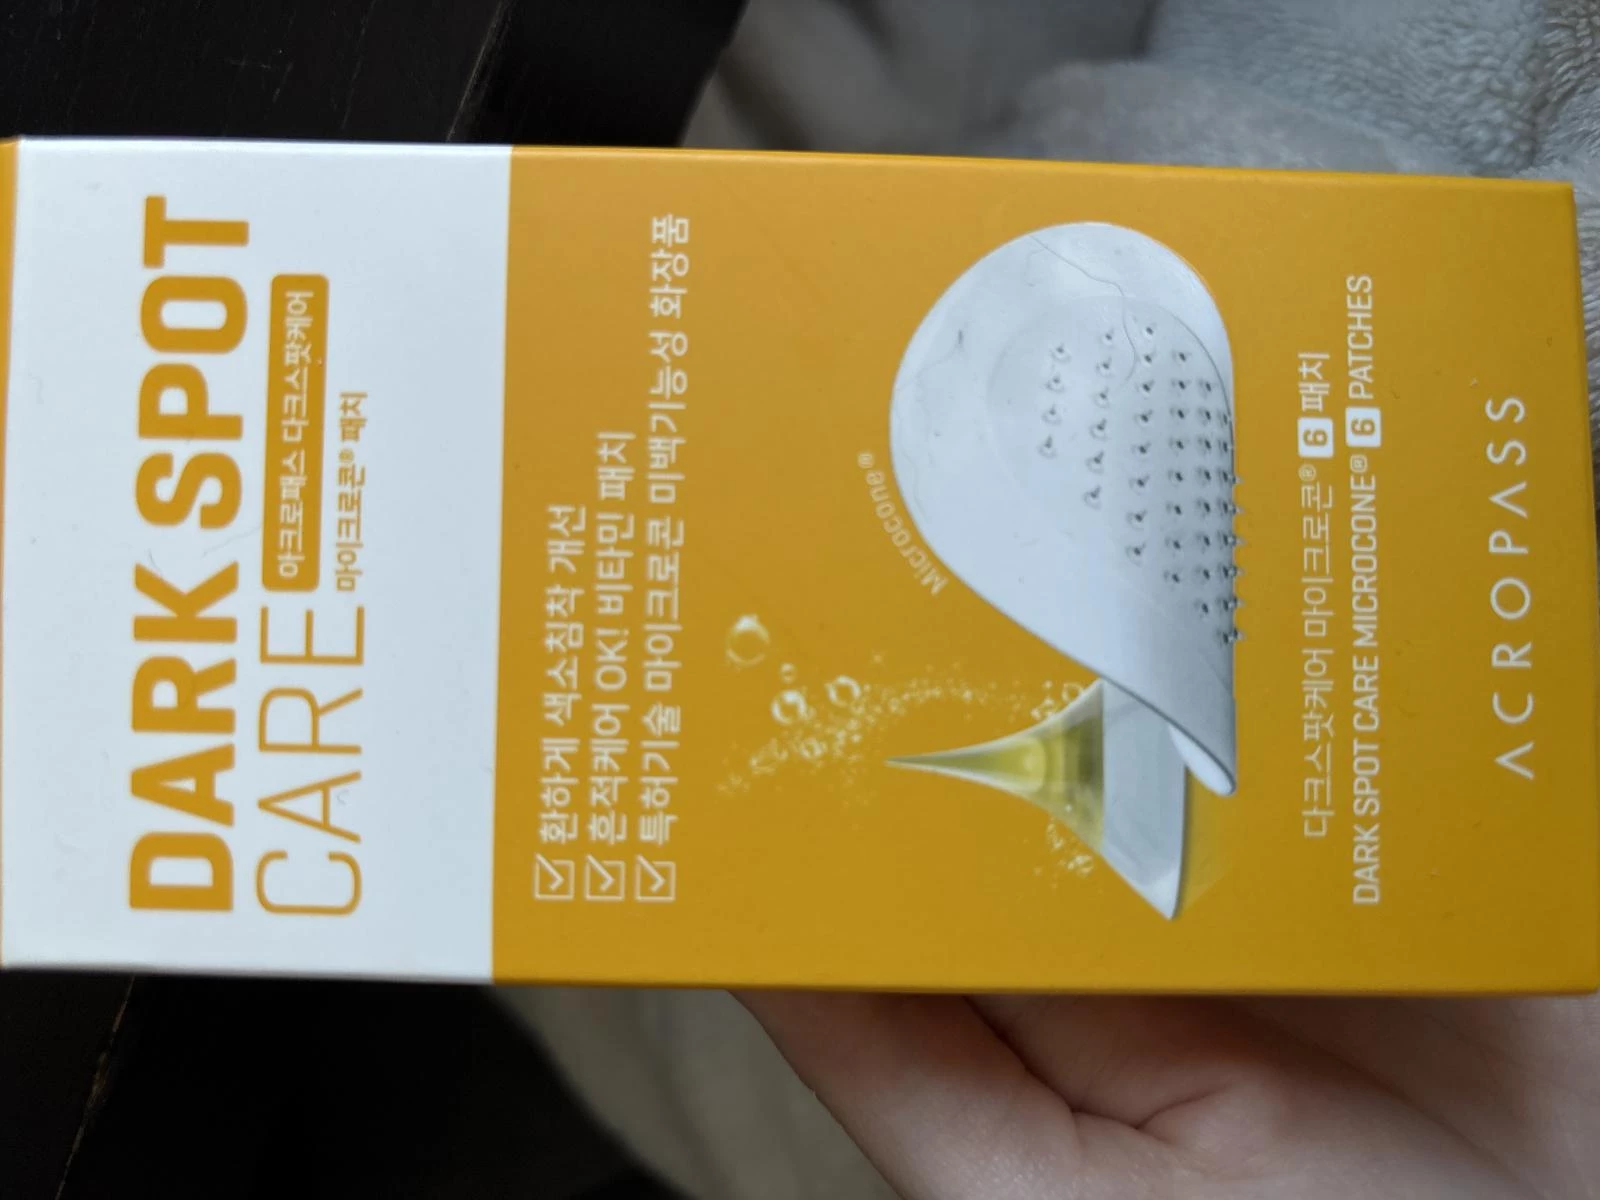 DARK SPOT
CARE
아크로패스 다크스팟케어
마이크로콘® 패치
환하게 색소침착 개선
흔적케어 OK! 비타민 패치
특허기술 마이크로콘 미백기능성 화장품
Microcone®
다크스팟케어 마이크로콘® 6 패치
DARK SPOT CARE MICROCONE® 6 PATCHES
ACROPASS